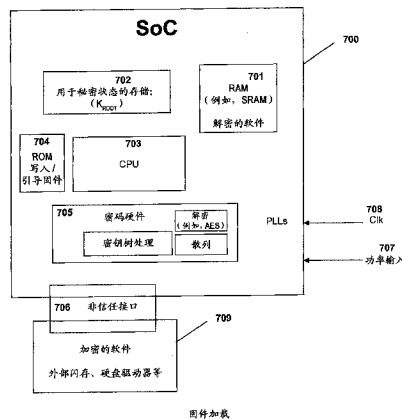 SoC
700
702
用于秘密状态的存储:
(K_ROOT)
701
RAM
(例如, SRAM)
解密的软件
704
ROM
写入/
引导固件
703
CPU
705
密码硬件
解密
(例如, AES)
密钥树处理
散列
PLLs
708
Clk
707
功率输入
706
非信任接口
709
加密的软件
外部闪存、硬盘驱动器等
固件加载